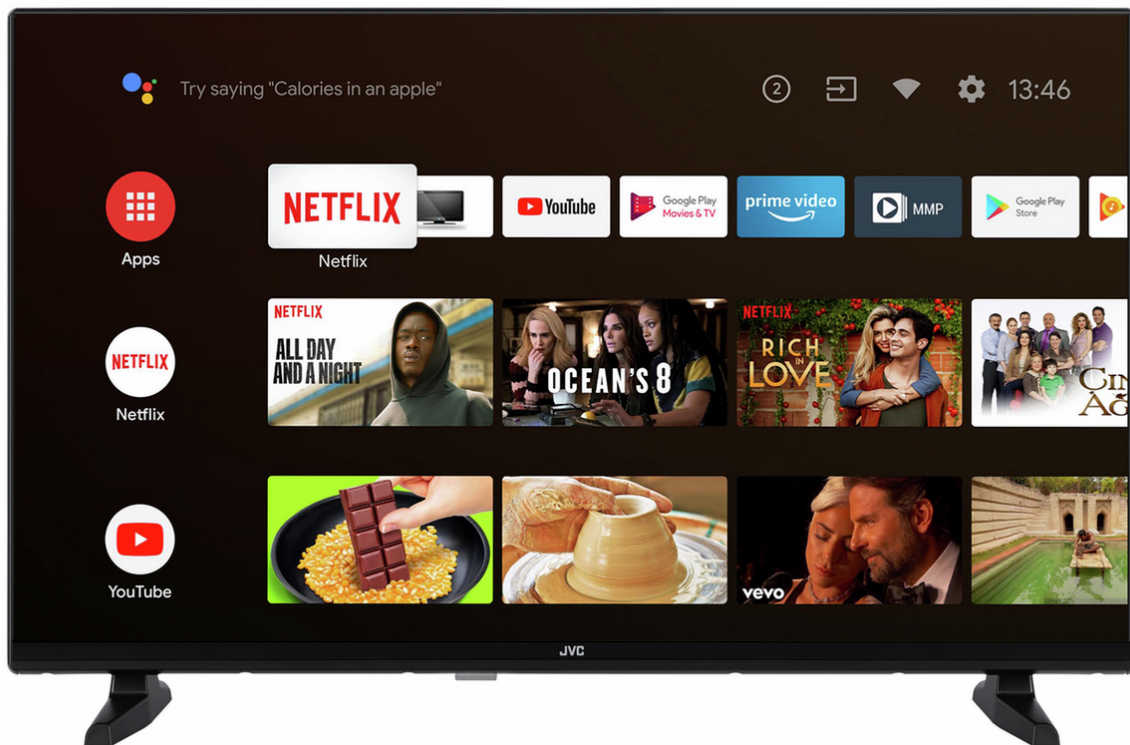 Try saying "Calories in an apple"
2
13:46
NETFLIX
YouTube
Google Play
Movies & TV
prime video
MMP
Google Play
Store
Apps
Netflix
NETFLIX
ALL DAY
AND A NIGHT
OCEAN'S 8
NETFLIX
RICH
IN
LOVE
NETFLIX
Netflix
vevo
YouTube
JVC